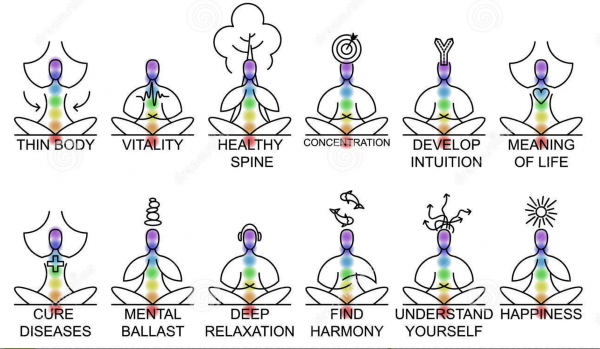 THIN BODY
VITALITY
HEALTHY
SPINE
CONCENTRATION
DEVELOP
INTUITION
MEANING
OF LIFE
CURE
DISEASES
MENTAL
BALLAST
DEEP
RELAXATION
FIND
HARMONY
UNDERSTAND
YOURSELF
HAPPINESS